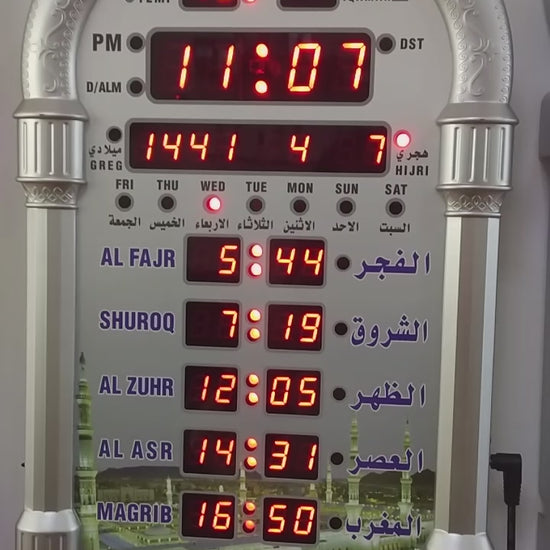 PM 11:07 DST
D/ALM
ميلادي 1441 4 7 هجري
GREG HIJRI
FRI THU WED TUE MON SUN SAT
الجمعة الخميس الاربعاء الثلاثاء الاثنين الاحد السبت
AL FAJR 5:44 الفجر
SHUROQ 7:19 الشروق
AL ZUHR 12:05 الظهر
AL ASR 14:31 العصر
MAGRIB 16:50 المغرب